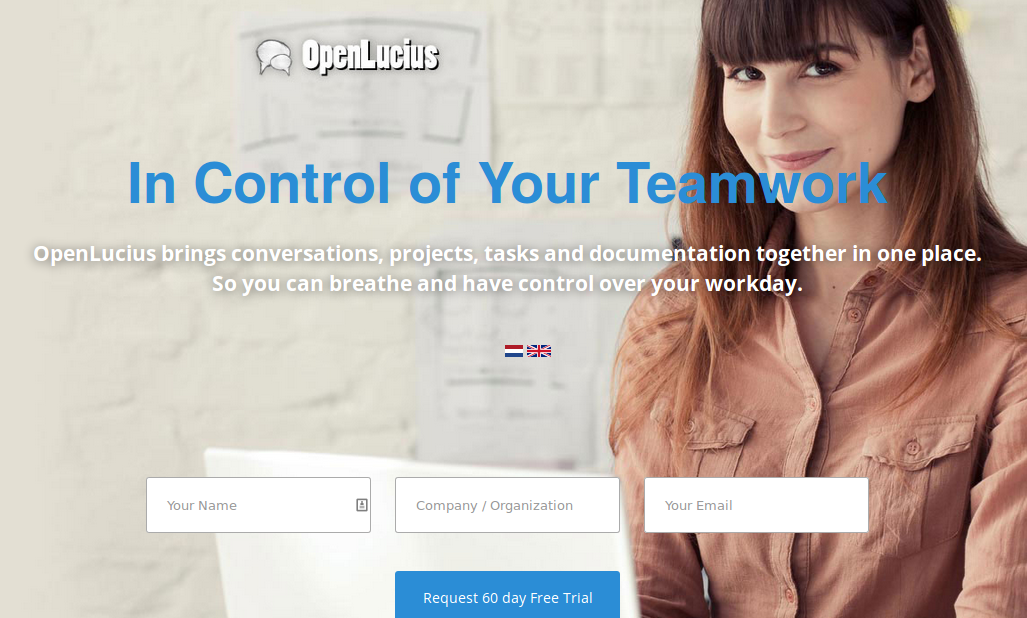 OpenLucius
In Control of Your Teamwork
OpenLucius brings conversations, projects, tasks and documentation together in one place.
So you can breathe and have control over your workday.
Your Name
Company / Organization
Your Email
Request 60 day Free Trial